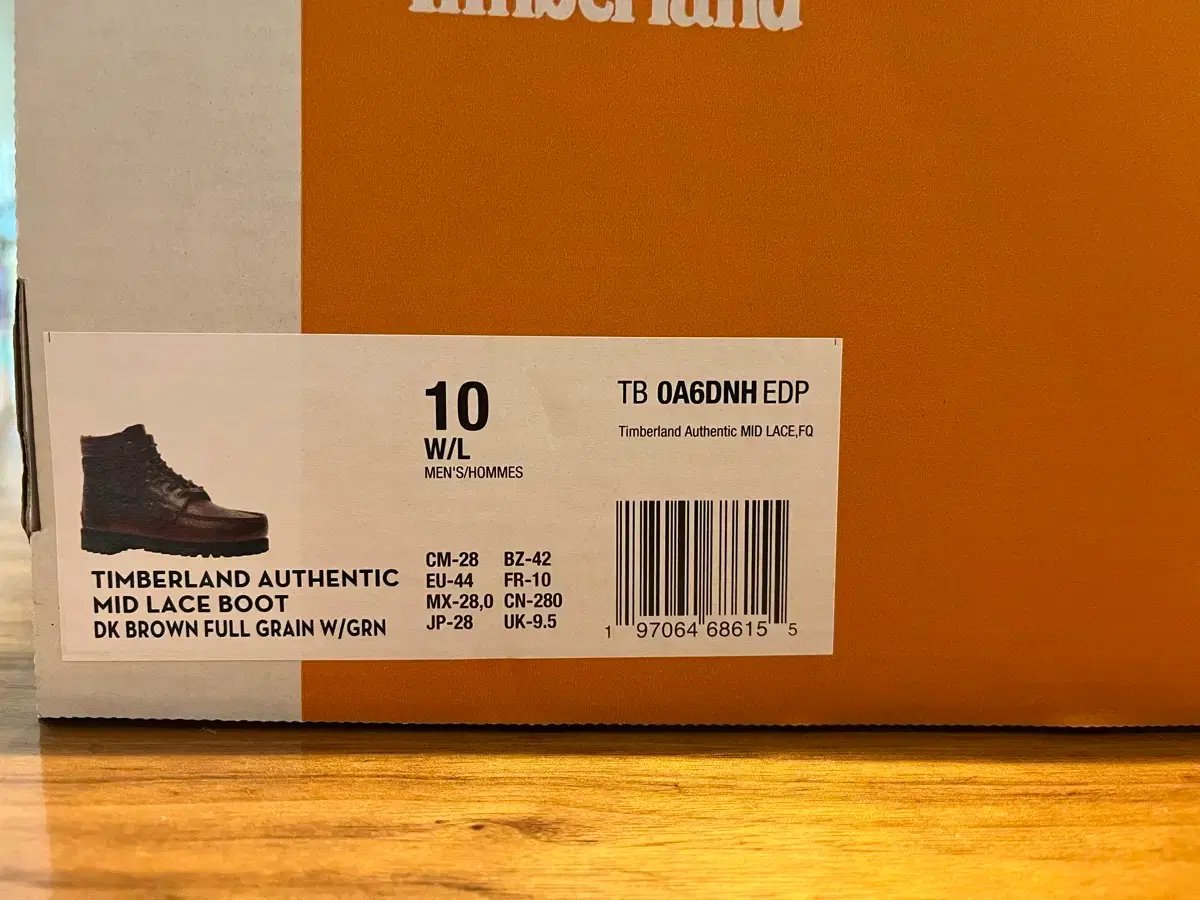 Timberland
10
W/L
MEN'S/HOMMES
TB 0A6DNH EDP
Timberland Authentic MID LACE,FQ
TIMBERLAND AUTHENTIC
MID LACE BOOT
DK BROWN FULL GRAIN W/GRN
CM-28 BZ-42
EU-44 FR-10
MX-28,0 CN-280
JP-28 UK-9.5
1 97064 68615 5